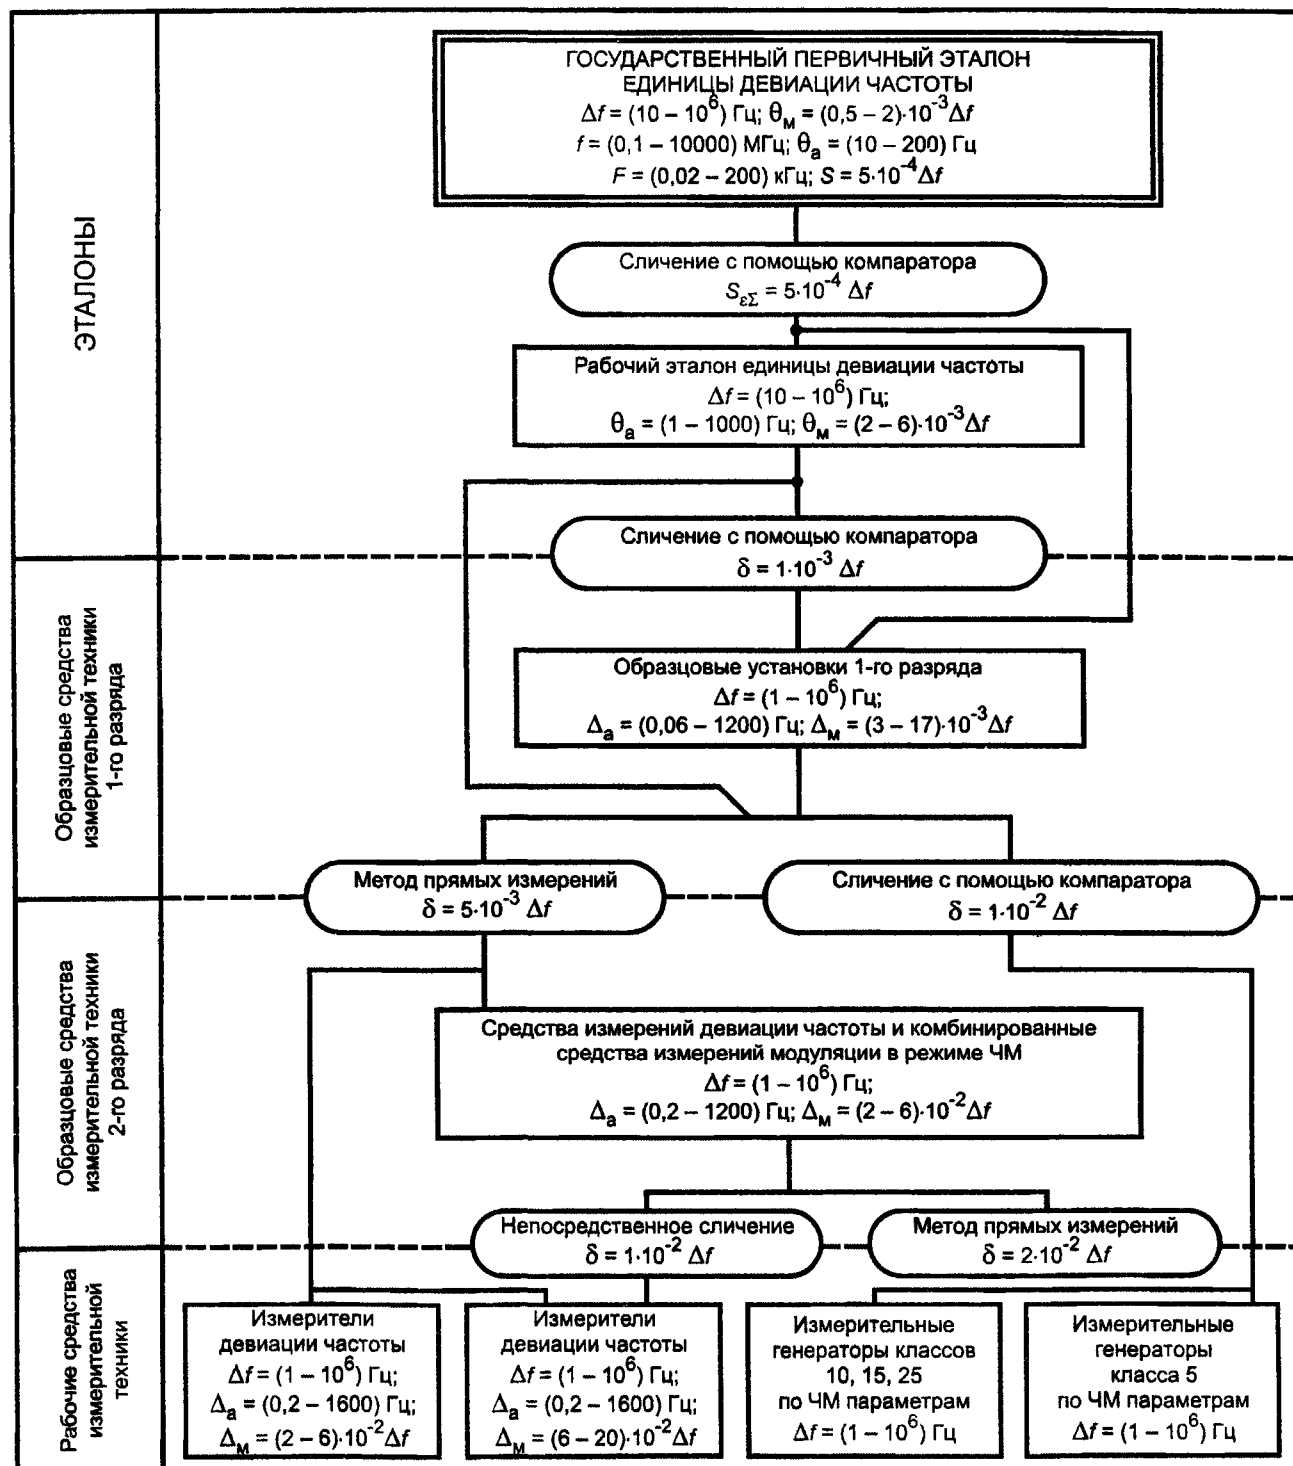 ЭТАЛОНЫ
ГОСУДАРСТВЕННЫЙ ПЕРВИЧНЫЙ ЭТАЛОН
ЕДИНИЦЫ ДЕВИАЦИИ ЧАСТОТЫ
Δf = (10 – 10⁶) Гц; θм = (0,5 – 2)·10⁻³Δf
f = (0,1 – 10000) МГц; θа = (10 – 200) Гц
F = (0,02 – 200) кГц; S = 5·10⁻⁴Δf
Сличение с помощью компаратора
SεΣ = 5·10⁻⁴ Δf
Рабочий эталон единицы девиации частоты
Δf = (10 – 10⁶) Гц;
θа = (1 – 1000) Гц; θм = (2 – 6)·10⁻³Δf
Сличение с помощью компаратора
δ = 1·10⁻³ Δf
Образцовые средства
измерительной техники
1-го разряда
Образцовые установки 1-го разряда
Δf = (1 – 10⁶) Гц;
Δа = (0,06 – 1200) Гц; Δм = (3 – 17)·10⁻³Δf
Метод прямых измерений
δ = 5·10⁻³ Δf
Сличение с помощью компаратора
δ = 1·10⁻² Δf
Образцовые средства
измерительной техники
2-го разряда
Средства измерений девиации частоты и комбинированные
средства измерений модуляции в режиме ЧМ
Δf = (1 – 10⁶) Гц;
Δа = (0,2 – 1200) Гц; Δм = (2 – 6)·10⁻²Δf
Непосредственное сличение
δ = 1·10⁻² Δf
Метод прямых измерений
δ = 2·10⁻² Δf
Рабочие средства
измерительной
техники
Измерители
девиации частоты
Δf = (1 – 10⁶) Гц;
Δа = (0,2 – 1600) Гц;
Δм = (2 – 6)·10⁻²Δf
Измерители
девиации частоты
Δf = (1 – 10⁶) Гц;
Δа = (0,2 – 1600) Гц;
Δм = (6 – 20)·10⁻²Δf
Измерительные
генераторы классов
10, 15, 25
по ЧМ параметрам
Δf = (1 – 10⁶) Гц
Измерительные
генераторы
класса 5
по ЧМ параметрам
Δf = (1 – 10⁶) Гц